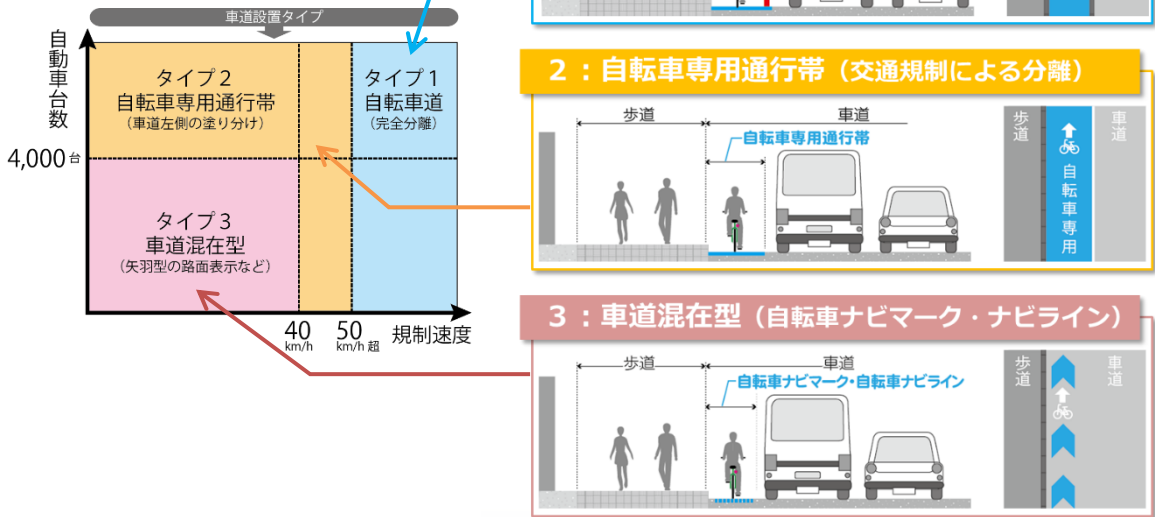 車道設置タイプ
自動車台数
4,000台
タイプ2
自転車専用通行帯
（車道左側の塗り分け）
タイプ1
自転車道
（完全分離）
タイプ3
車道混在型
（矢羽型の路面表示など）
40
km/h
50
km/h 超
規制速度
2：自転車専用通行帯（交通規制による分離）
歩道
車道
自転車専用通行帯
歩道
自転車専用
車道
3：車道混在型（自転車ナビマーク・ナビライン）
歩道
車道
自転車ナビマーク・自転車ナビライン
歩道
車道